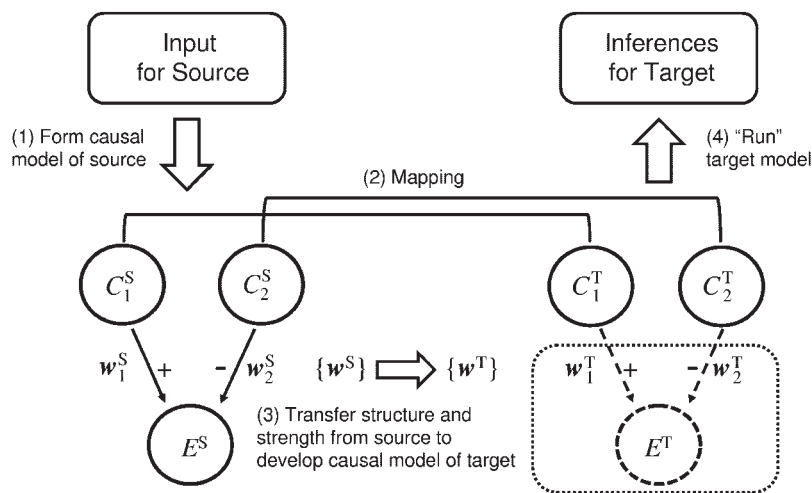 Input
for Source
Inferences
for Target
(1) Form causal
model of source
(4) “Run”
target model
(2) Mapping
C₁ˢ
C₂ˢ
C₁ᵀ
C₂ᵀ
w₁ˢ + - w₂ˢ
{wˢ} {wᵀ}
w₁ᵀ + - w₂ᵀ
(3) Transfer structure and
strength from source to
develop causal model of target
Eˢ
Eᵀ